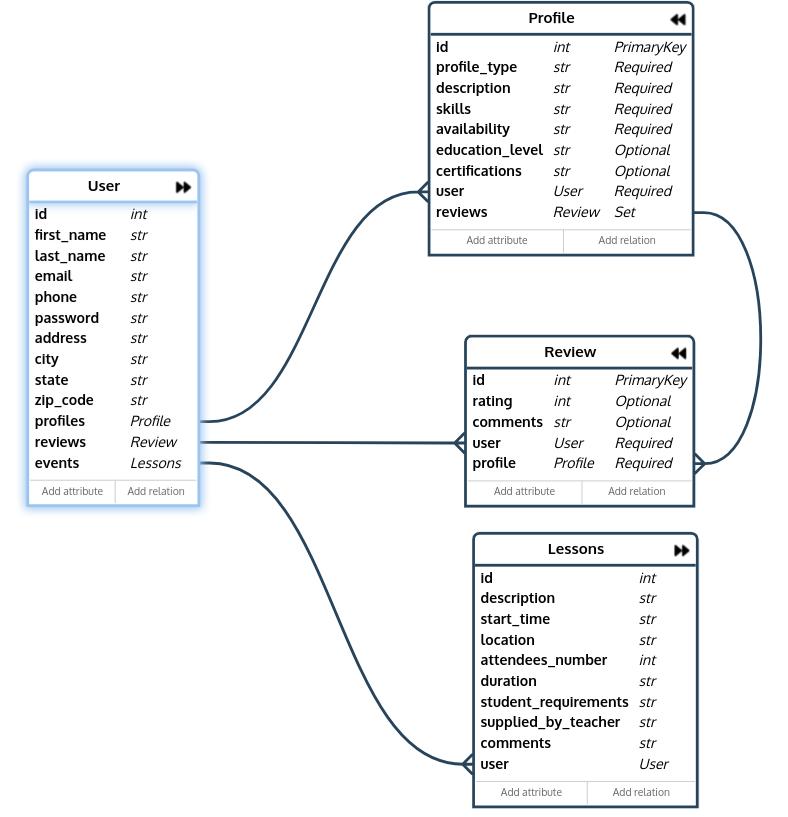 Profile
id int PrimaryKey
profile_type str Required
description str Required
skills str Required
availability str Required
education_level str Optional
certifications str Optional
user User Required
reviews Review Set
Add attribute Add relation
User
id int
first_name str
last_name str
email str
phone str
password str
address str
city str
state str
zip_code str
profiles Profile
reviews Review
events Lessons
Add attribute Add relation
Review
id int PrimaryKey
rating int Optional
comments str Optional
user User Required
profile Profile Required
Add attribute Add relation
Lessons
id int
description str
start_time str
location str
attendees_number int
duration str
student_requirements str
supplied_by_teacher str
comments str
user User
Add attribute Add relation